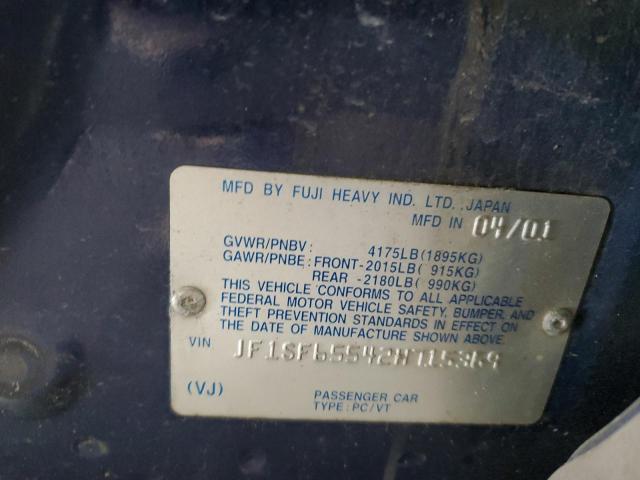 MFD BY FUJI HEAVY IND. LTD. JAPAN
MFD IN 04/01
GVWR/PNBV: 4175LB(1895KG)
GAWR/PNBE: FRONT-2015LB( 915KG)
REAR -2180LB( 990KG)
THIS VEHICLE CONFORMS TO ALL APPLICABLE
FEDERAL MOTOR VEHICLE SAFETY, BUMPER, AND
THEFT PREVENTION STANDARDS IN EFFECT ON
THE DATE OF MANUFACTURE SHOWN ABOVE.
VIN
(VJ)
PASSENGER CAR
TYPE: PC/VT